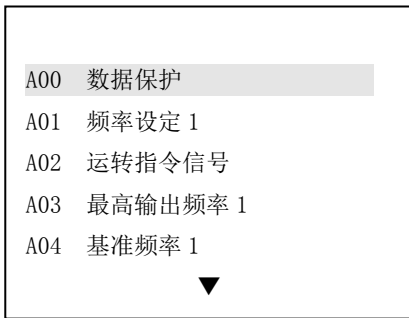 A00 数据保护
A01 频率设定 1
A02 运转指令信号
A03 最高输出频率 1
A04 基准频率 1
▼